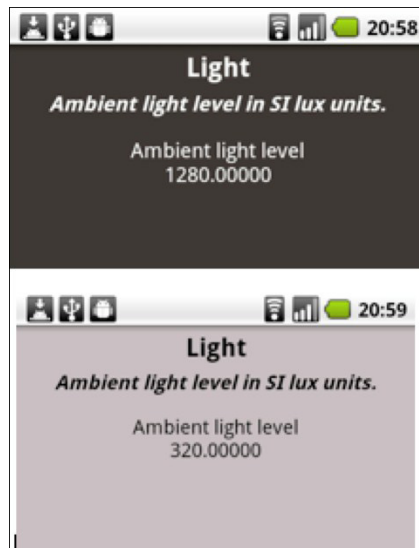 20:58
Light
Ambient light level in SI lux units.
Ambient light level
1280.00000
20:59
Light
Ambient light level in SI lux units.
Ambient light level
320.00000